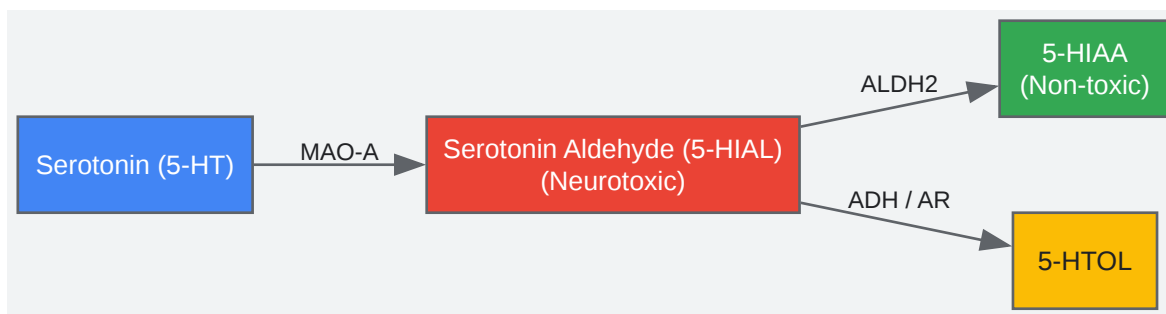 Serotonin (5-HT)
MAO-A
Serotonin Aldehyde (5-HIAL)
(Neurotoxic)
ALDH2
5-HIAA
(Non-toxic)
ADH / AR
5-HTOL